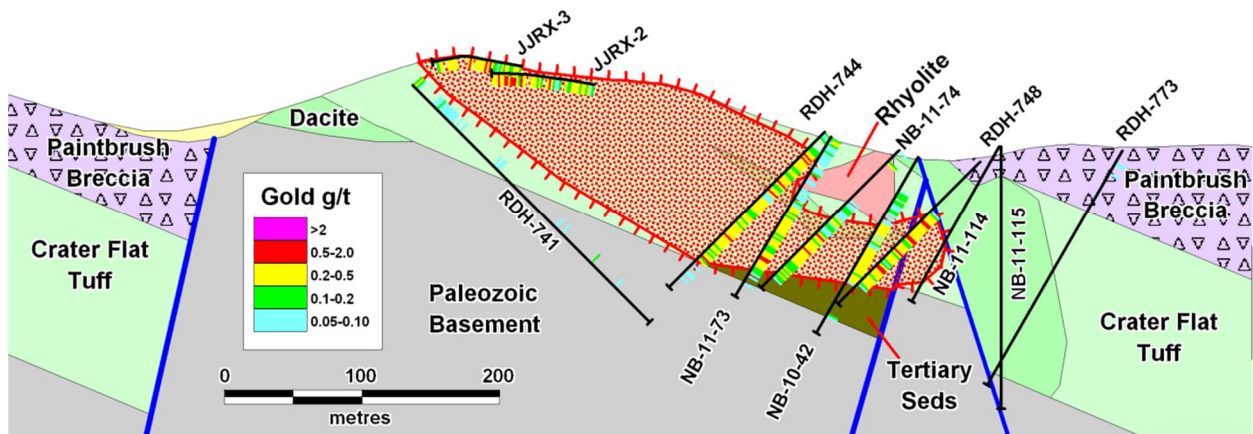 JJRX-3
JJRX-2
RDH-744
Rhyolite
NB-11-74
RDH-748
RDH-773
Dacite
Paintbrush
Breccia
Paintbrush
Breccia
Gold g/t
>2
0.5-2.0
0.2-0.5
0.1-0.2
0.05-0.10
RDH-741
NB-11-114
NB-11-115
Crater Flat
Tuff
Paleozoic
Basement
NB-11-73
NB-10-42
Tertiary
Seds
Crater Flat
Tuff
0
100
200
metres